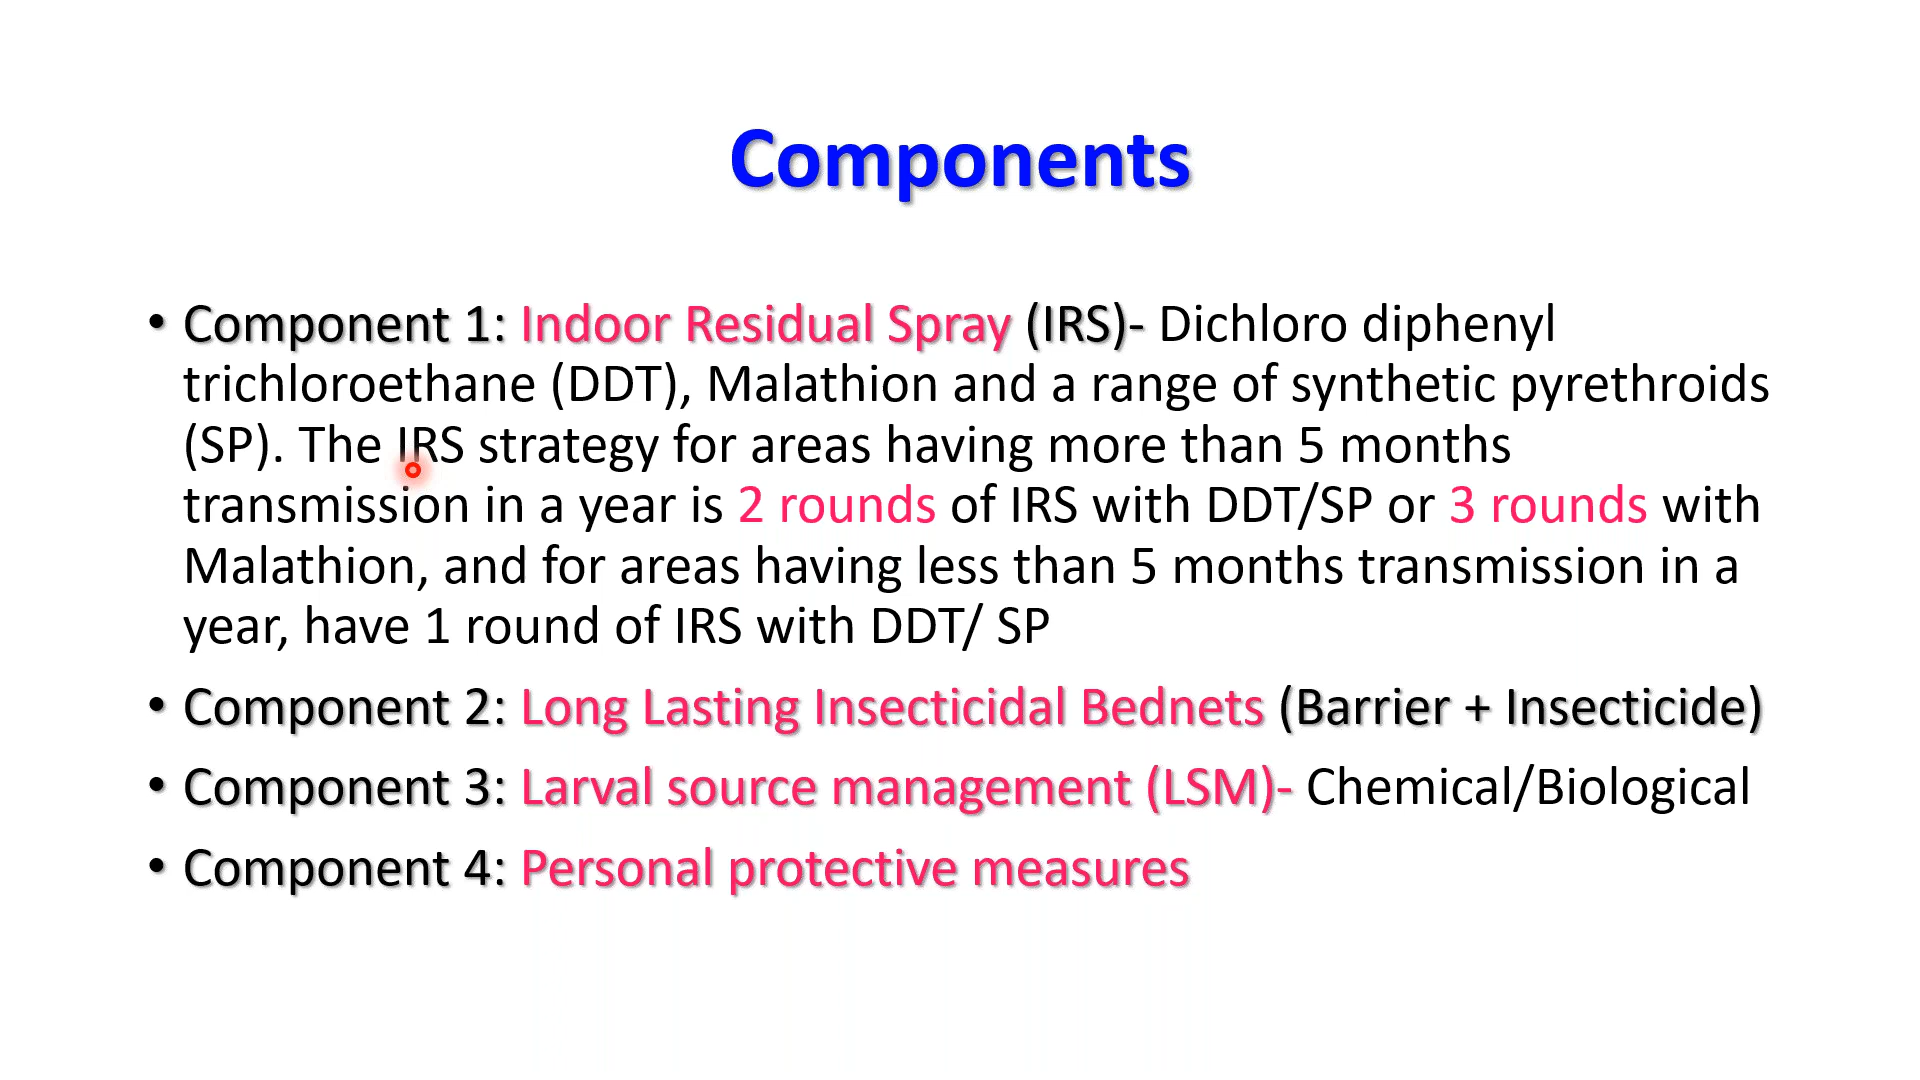 Components
• Component 1: Indoor Residual Spray (IRS)- Dichloro diphenyl
trichloroethane (DDT), Malathion and a range of synthetic pyrethroids
(SP). The IRS strategy for areas having more than 5 months
transmission in a year is 2 rounds of IRS with DDT/SP or 3 rounds with
Malathion, and for areas having less than 5 months transmission in a
year, have 1 round of IRS with DDT/ SP
• Component 2: Long Lasting Insecticidal Bednets (Barrier + Insecticide)
• Component 3: Larval source management (LSM)- Chemical/Biological
• Component 4: Personal protective measures